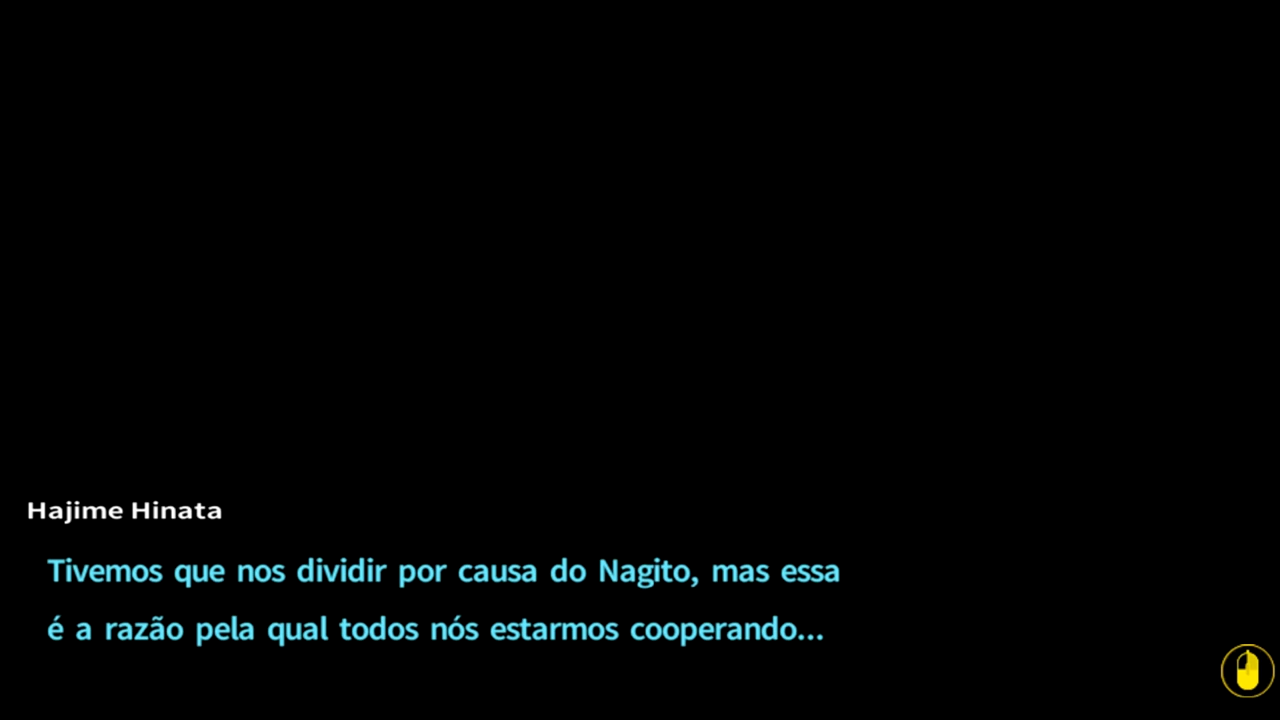 Hajime Hinata
Tivemos que nos dividir por causa do Nagito, mas essa
é a razão pela qual todos nós estarmos cooperando...